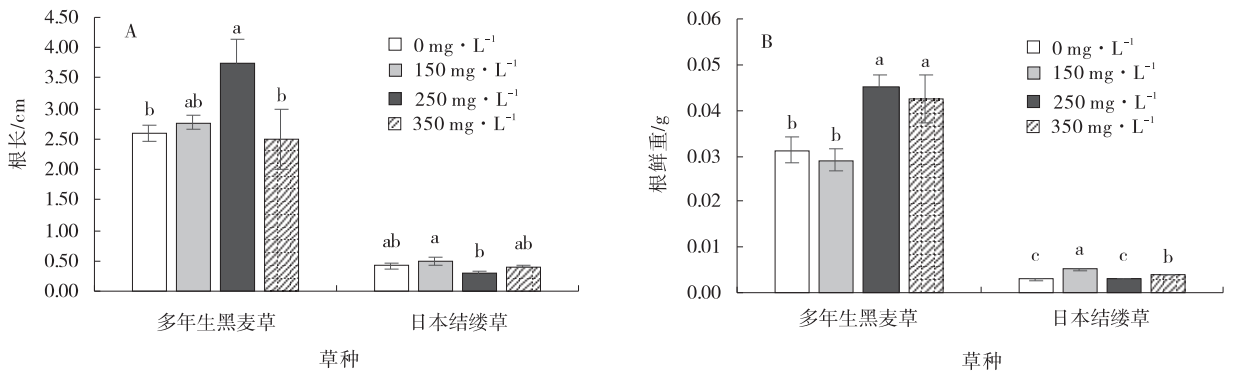 A
4.50
4.00
3.50
3.00
2.50
2.00
1.50
1.00
0.50
0.00
根长/cm
b
ab
a
b
ab
a
b
ab
0 mg·L⁻¹
150 mg·L⁻¹
250 mg·L⁻¹
350 mg·L⁻¹
多年生黑麦草
日本结缕草
草种
B
0.06
0.05
0.04
0.03
0.02
0.01
0.00
根鲜重/g
b
b
a
a
c
a
c
b
0 mg·L⁻¹
150 mg·L⁻¹
250 mg·L⁻¹
350 mg·L⁻¹
多年生黑麦草
日本结缕草
草种